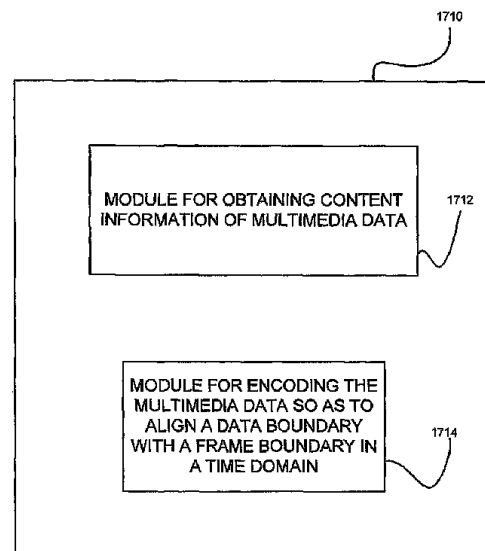 1710
MODULE FOR OBTAINING CONTENT
INFORMATION OF MULTIMEDIA DATA
1712
MODULE FOR ENCODING THE
MULTIMEDIA DATA SO AS TO
ALIGN A DATA BOUNDARY
WITH A FRAME BOUNDARY IN
A TIME DOMAIN
1714